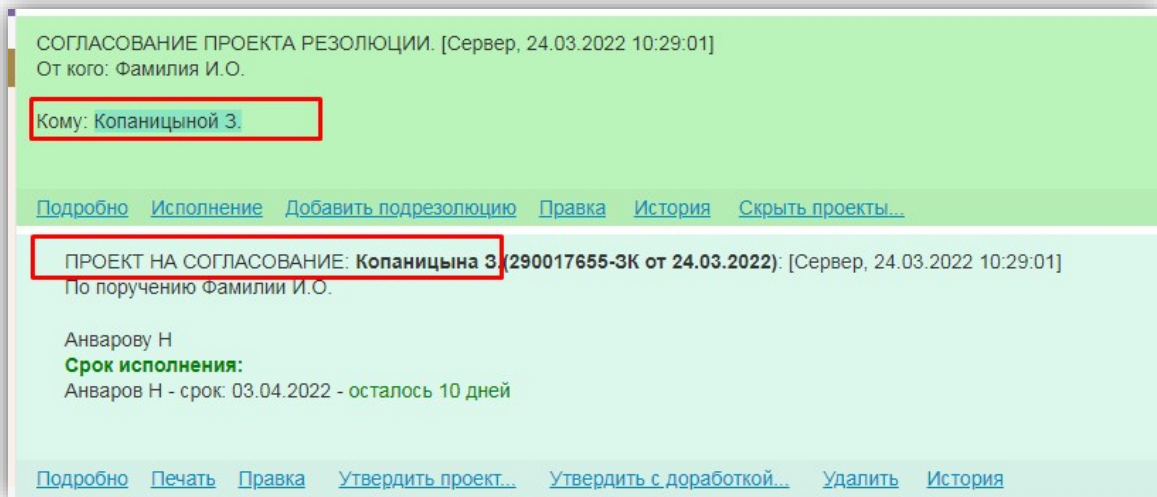 СОГЛАСОВАНИЕ ПРОЕКТА РЕЗОЛЮЦИИ. [Сервер, 24.03.2022 10:29:01]
От кого: Фамилия И.О.
Кому: Копаницыной З.
Подробно Исполнение Добавить подрезолюцию Правка История Скрыть проекты...
ПРОЕКТ НА СОГЛАСОВАНИЕ: Копаницына З.(290017655-ЗК от 24.03.2022): [Сервер, 24.03.2022 10:29:01]
По поручению Фамилии И.О.
Анварову Н
Срок исполнения:
Анваров Н - срок: 03.04.2022 - осталось 10 дней
Подробно Печать Правка Утвердить проект... Утвердить с доработкой... Удалить История